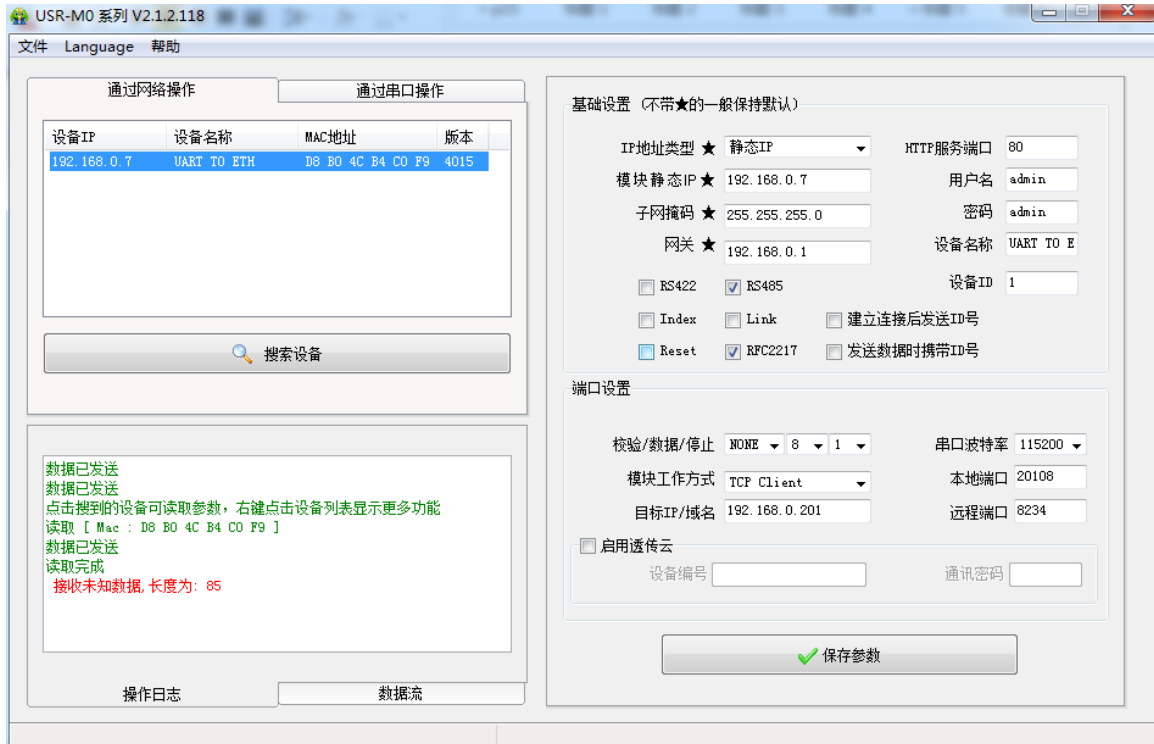 USR-M0 系列 V2.1.2.118
文件 Language 帮助
通过网络操作 通过串口操作
设备IP 设备名称 MAC地址 版本
192.168.0.7 UART TO ETH D8 B0 4C B4 C0 F9 4015
搜索设备
数据已发送
数据已发送
点击搜到的设备可读取参数，右键点击设备列表显示更多功能
读取 [ Mac : D8 B0 4C B4 C0 F9 ]
数据已发送
读取完成
接收未知数据,长度为: 85
操作日志 数据流
基础设置 （不带★的一般保持默认）
IP地址类型 ★ 静态IP HTTP服务端口 80
模块静态IP ★ 192.168.0.7 用户名 admin
子网掩码 ★ 255.255.255.0 密码 admin
网关 ★ 192.168.0.1 设备名称 UART TO E
RS422 RS485 设备ID 1
Index Link 建立连接后发送ID号
Reset RFC2217 发送数据时携带ID号
端口设置
校验/数据/停止 NONE 8 1 串口波特率 115200
模块工作方式 TCP Client 本地端口 20108
目标IP/域名 192.168.0.201 远程端口 8234
启用透传云
设备编号 通讯密码
保存参数